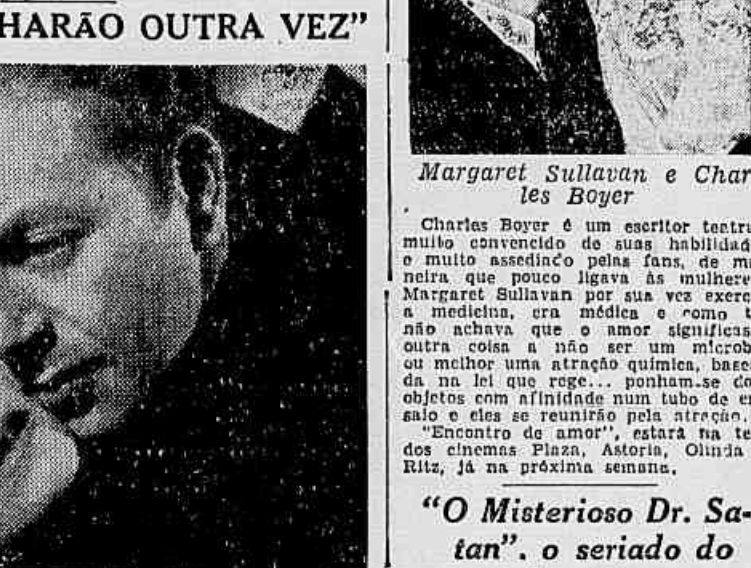 HARÃO OUTRA VEZ”
Margaret Sullavan e Char
les Boyer
Charles Boyer é um escritor teatru
muito convencido de suas habilidad
e muito assediado pelas fans, de m
neira que pouco ligava às mulhere
Margaret Sullavan por sua vez exerc
a medicina, era médica e como t
não achava que o amor significas
outra coisa a não ser um microb
ou melhor uma atração química, base
da na lei que rege... ponham-se do
objetos com afinidade num tubo de en
saio e eles se reunirão pela atração.
"Encontro de amor", estará na te
dos cinemas Plaza, Astoria, Olinda
Ritz, já na próxima semana.
“O Misterioso Dr. Sa-
tan”. o seriado do